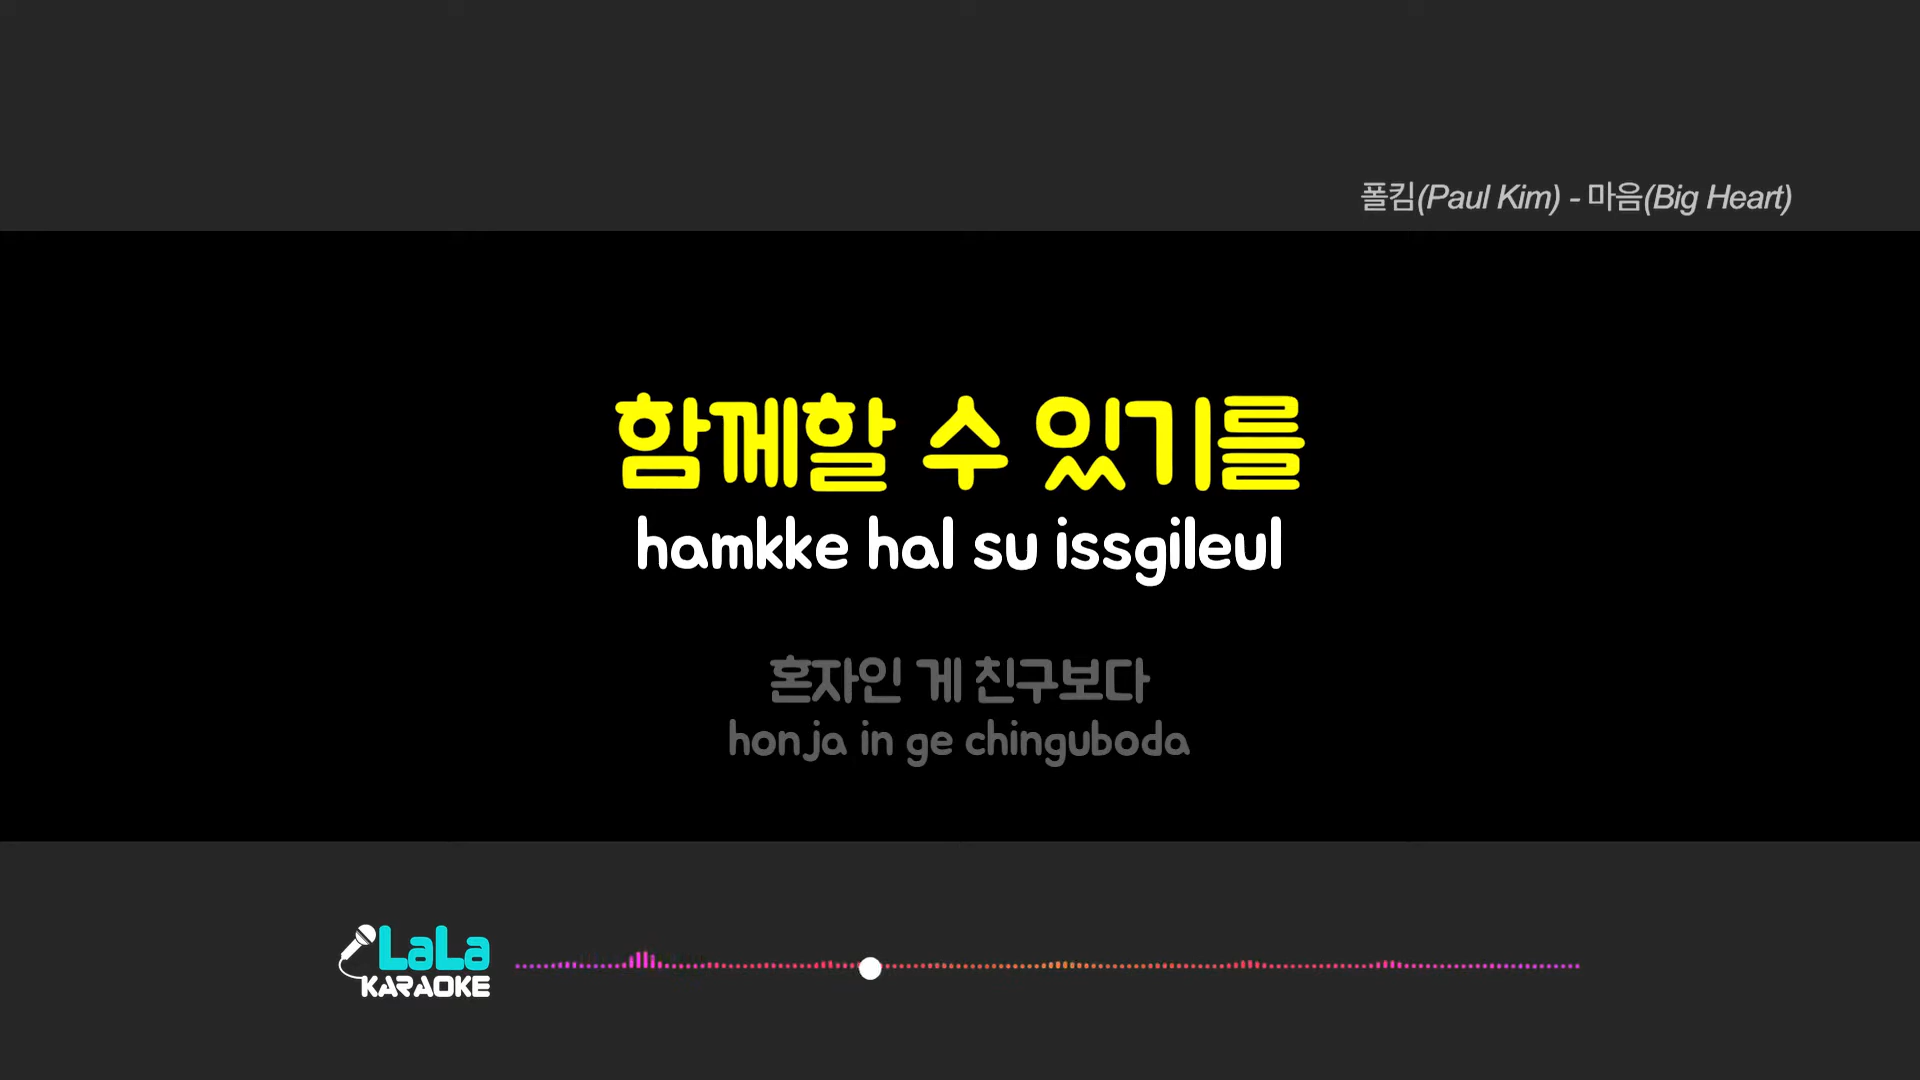 폴킴(Paul Kim) - 마음(Big Heart)
함께할 수 있기를
hamkke hal su issgileul
혼자인 게 친구보다
honja in ge chinguboda
LaLa
KARAOKE